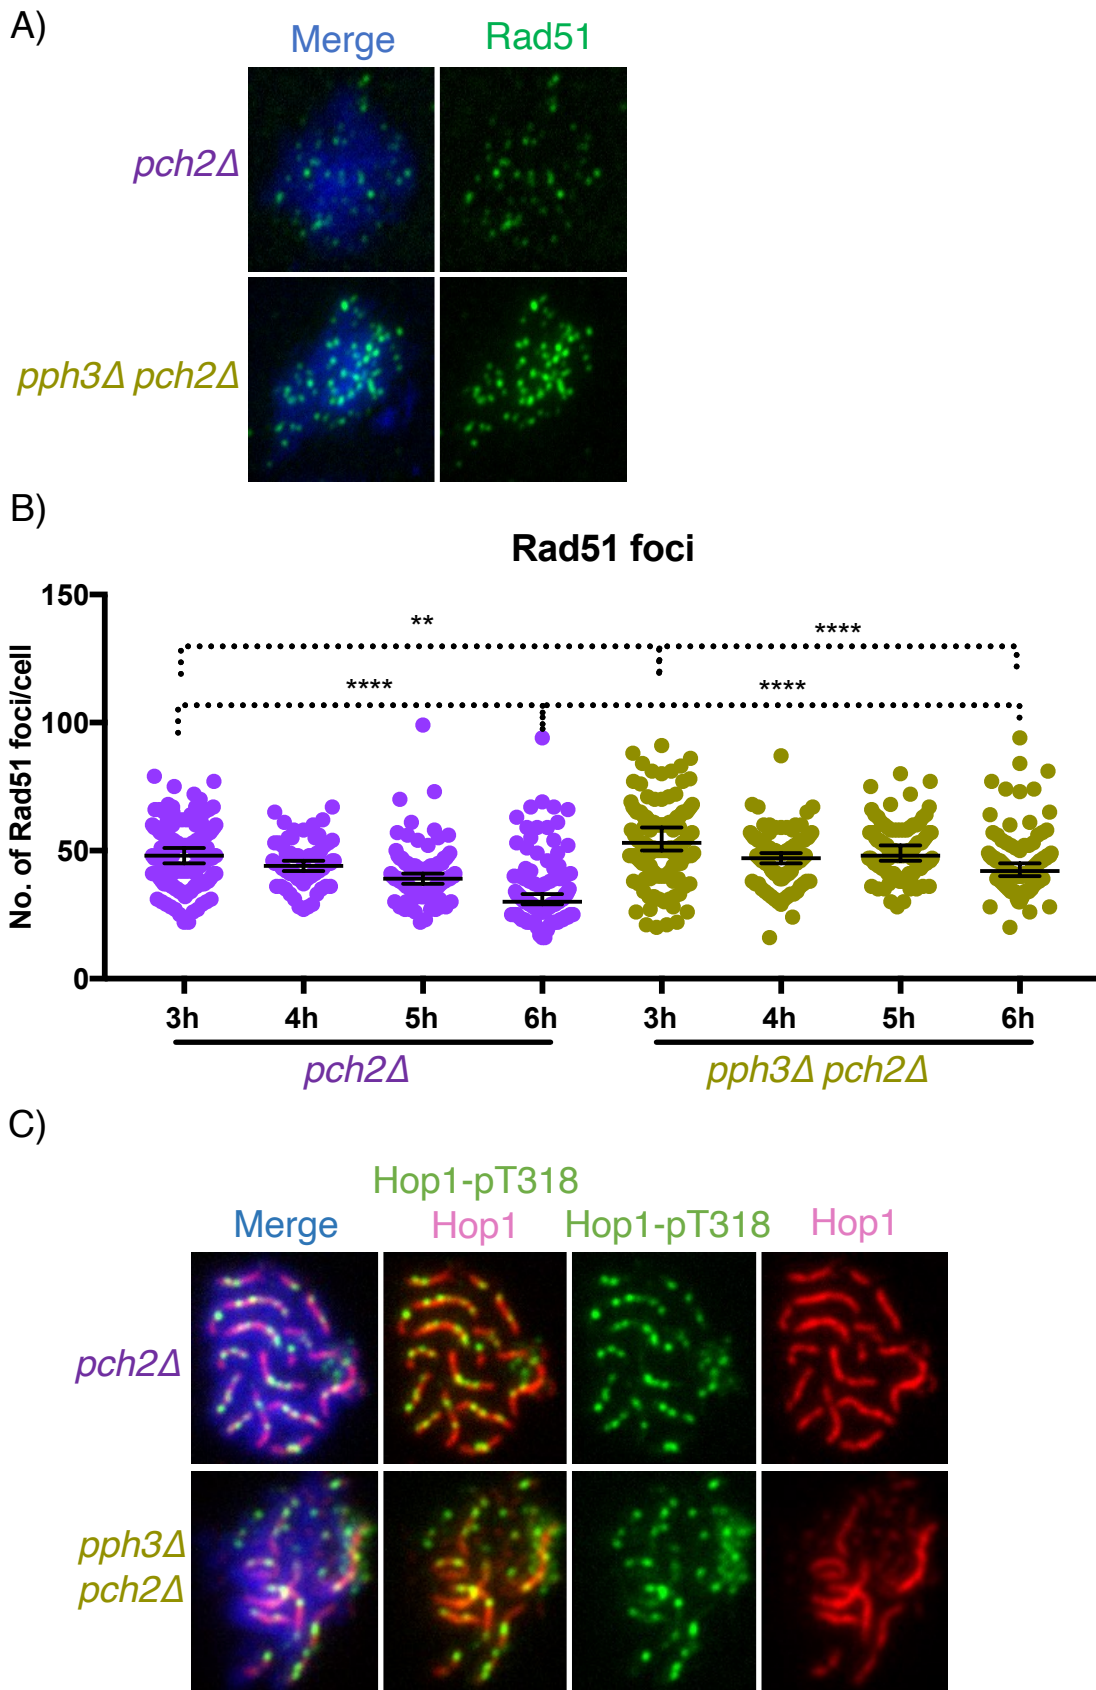 A)
Merge Rad51
pch2Δ
pph3Δ pch2Δ
B)
Rad51 foci
No. of Rad51 foci/cell
150
100
50
0
**
****
****
****
3h 4h 5h 6h 3h 4h 5h 6h
pch2Δ pph3Δ pch2Δ
C)
Hop1-pT318
Merge Hop1 Hop1-pT318 Hop1
pch2Δ
pph3Δ
pch2Δ